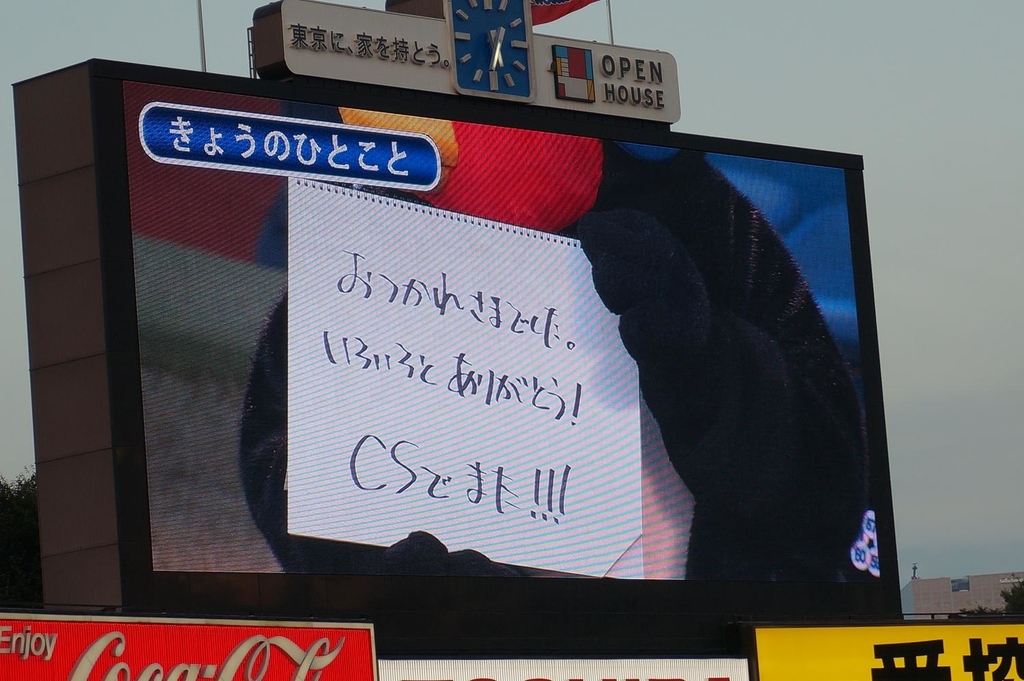 東京に、家を持とう。
OPEN
HOUSE
きょうのひとこと
おつかれさまでした。
いろいろとありがとう!
CSでまた!!!
Enjoy
Coca-Co
TOSHIBA